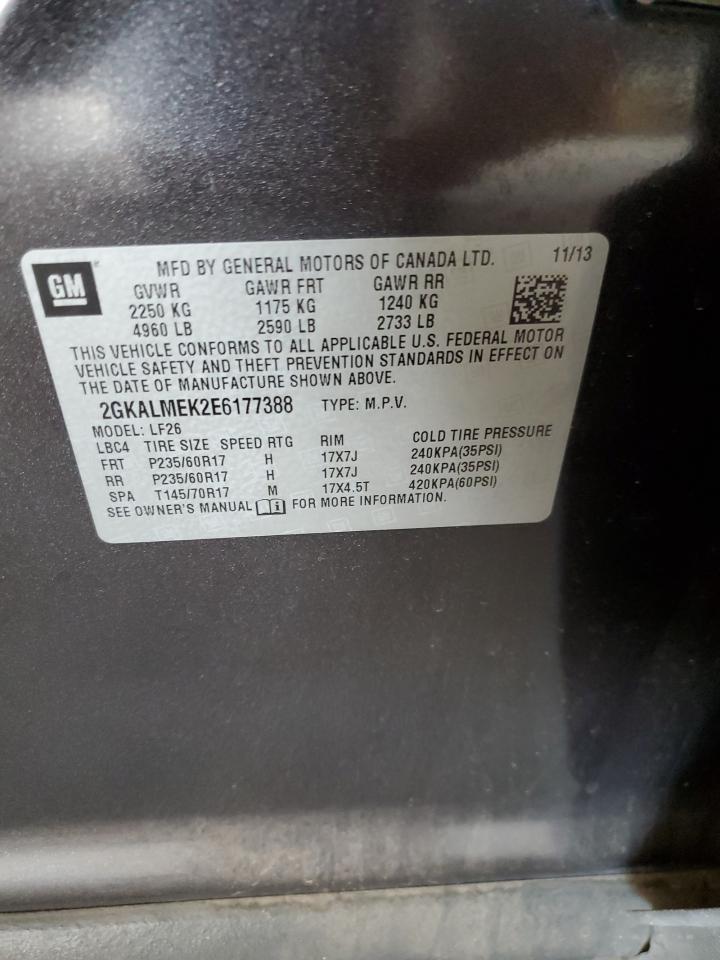 GM
MFD BY GENERAL MOTORS OF CANADA LTD. 11/13
GVWR GAWR FRT GAWR RR
2250 KG 1175 KG 1240 KG
4960 LB 2590 LB 2733 LB
THIS VEHICLE CONFORMS TO ALL APPLICABLE U.S. FEDERAL MOTOR
VEHICLE SAFETY AND THEFT PREVENTION STANDARDS IN EFFECT ON
THE DATE OF MANUFACTURE SHOWN ABOVE.
2GKALMEK2E6177388 TYPE: M.P.V.
MODEL: LF26
LBC4 TIRE SIZE SPEED RTG RIM COLD TIRE PRESSURE
FRT P235/60R17 H 17X7J 240KPA(35PSI)
RR P235/60R17 H 17X7J 240KPA(35PSI)
SPA T145/70R17 M 17X4.5T 420KPA(60PSI)
SEE OWNER'S MANUAL i FOR MORE INFORMATION.